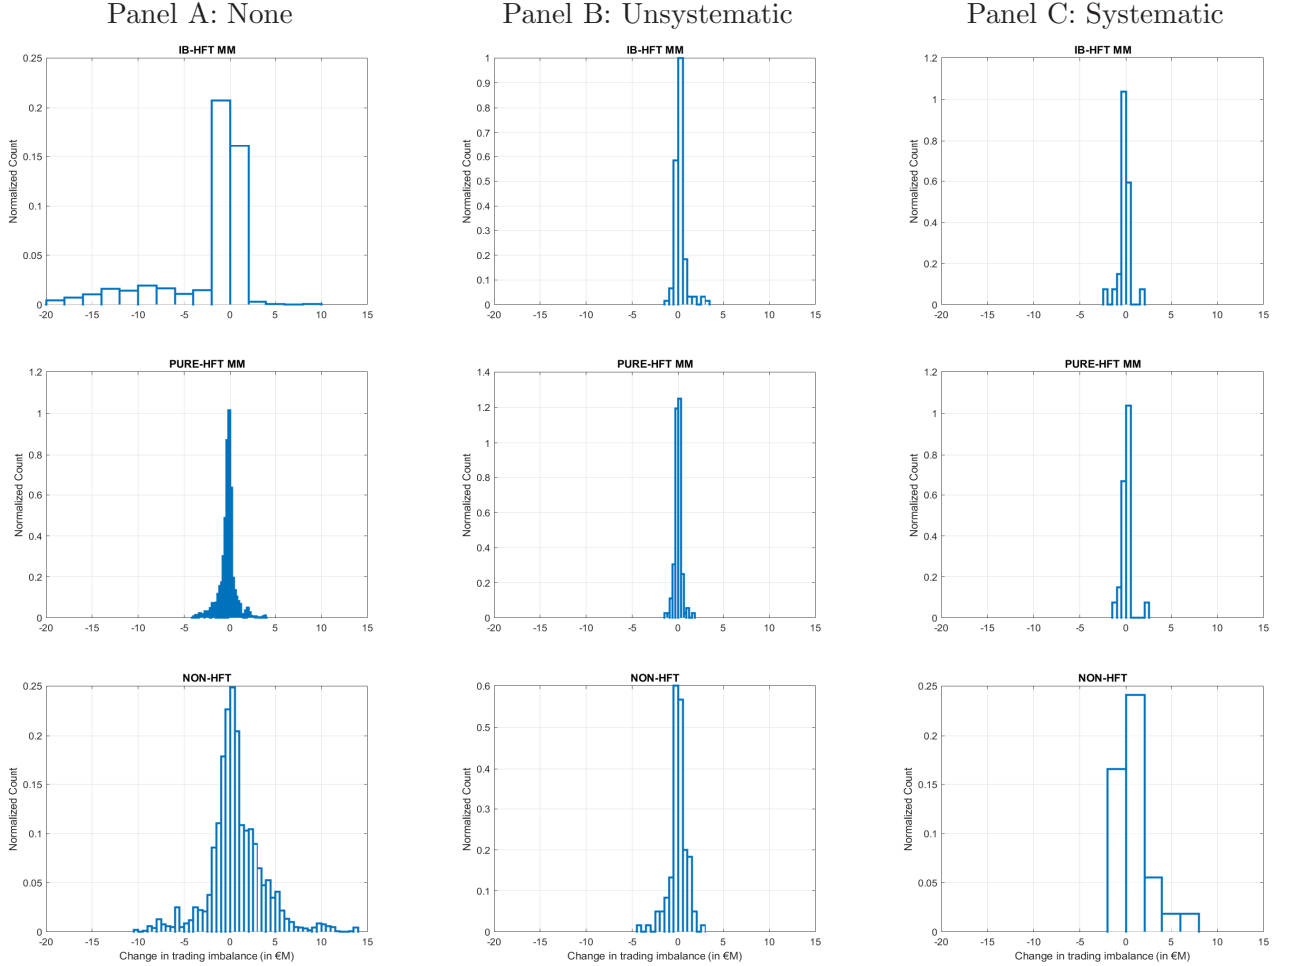 Panel A: None
Panel B: Unsystematic
Panel C: Systematic
IB-HFT MM
0.25
0.2
0.15
0.1
0.05
0
Normalized Count
-20 -15 -10 -5 0 5 10 15
IB-HFT MM
1
0.9
0.8
0.7
0.6
0.5
0.4
0.3
0.2
0.1
0
Normalized Count
-20 -15 -10 -5 0 5 10 15
IB-HFT MM
1.2
1
0.8
0.6
0.4
0.2
0
Normalized Count
-20 -15 -10 -5 0 5 10 15
PURE-HFT MM
1.2
1
0.8
0.6
0.4
0.2
0
Normalized Count
-20 -15 -10 -5 0 5 10 15
PURE-HFT MM
1.4
1.2
1
0.8
0.6
0.4
0.2
0
Normalized Count
-20 -15 -10 -5 0 5 10 15
PURE-HFT MM
1.2
1
0.8
0.6
0.4
0.2
0
Normalized Count
-20 -15 -10 -5 0 5 10 15
NON-HFT
0.25
0.2
0.15
0.1
0.05
0
Normalized Count
-20 -15 -10 -5 0 5 10 15
Change in trading imbalance (in €M)
NON-HFT
0.6
0.5
0.4
0.3
0.2
0.1
0
Normalized Count
-20 -15 -10 -5 0 5 10 15
Change in trading imbalance (in €M)
NON-HFT
0.25
0.2
0.15
0.1
0.05
0
Normalized Count
-20 -15 -10 -5 0 5 10 15
Change in trading imbalance (in €M)